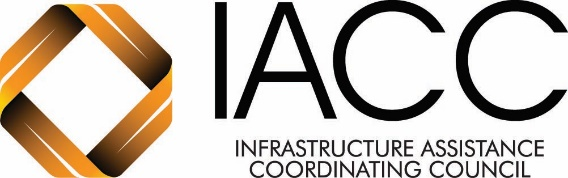 IACC
INFRASTRUCTURE ASSISTANCE
COORDINATING COUNCIL